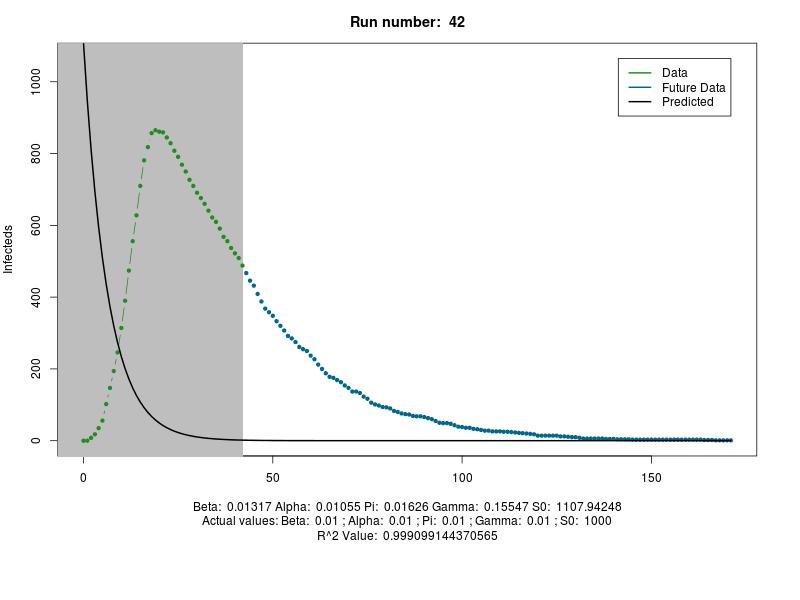 Run number: 42
Infecteds
1000
800
600
400
200
0
Data
Future Data
Predicted
0 50 100 150
Beta: 0.01317 Alpha: 0.01055 Pi: 0.01626 Gamma: 0.15547 S0: 1107.94248
Actual values: Beta: 0.01 ; Alpha: 0.01 ; Pi: 0.01 ; Gamma: 0.01 ; S0: 1000
R^2 Value: 0.999099144370565